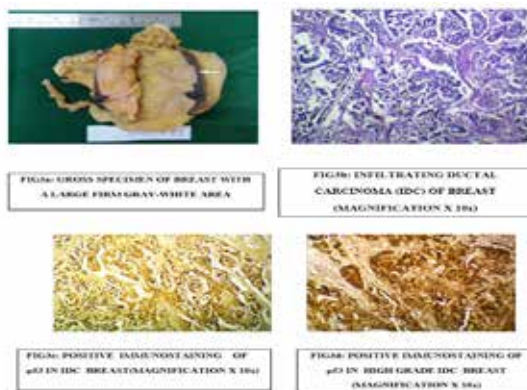 FIG3a: GROSS SPECIMEN OF BREAST WITH
A LARGE FIRM GRAY-WHITE AREA
FIG3b: INFILTRATING DUCTAL
CARCINOMA (IDC) OF BREAST
(MAGNIFICATION X 10x)
FIG3c: POSITIVE IMMUNOSTAINING OF
p53 IN IDC BREAST(MAGNIFICATION X 10x)
FIG3d: POSITIVE IMMUNOSTAINING OF
p53 IN HIGH GRADE IDC BREAST
(MAGNIFICATION X 10x)